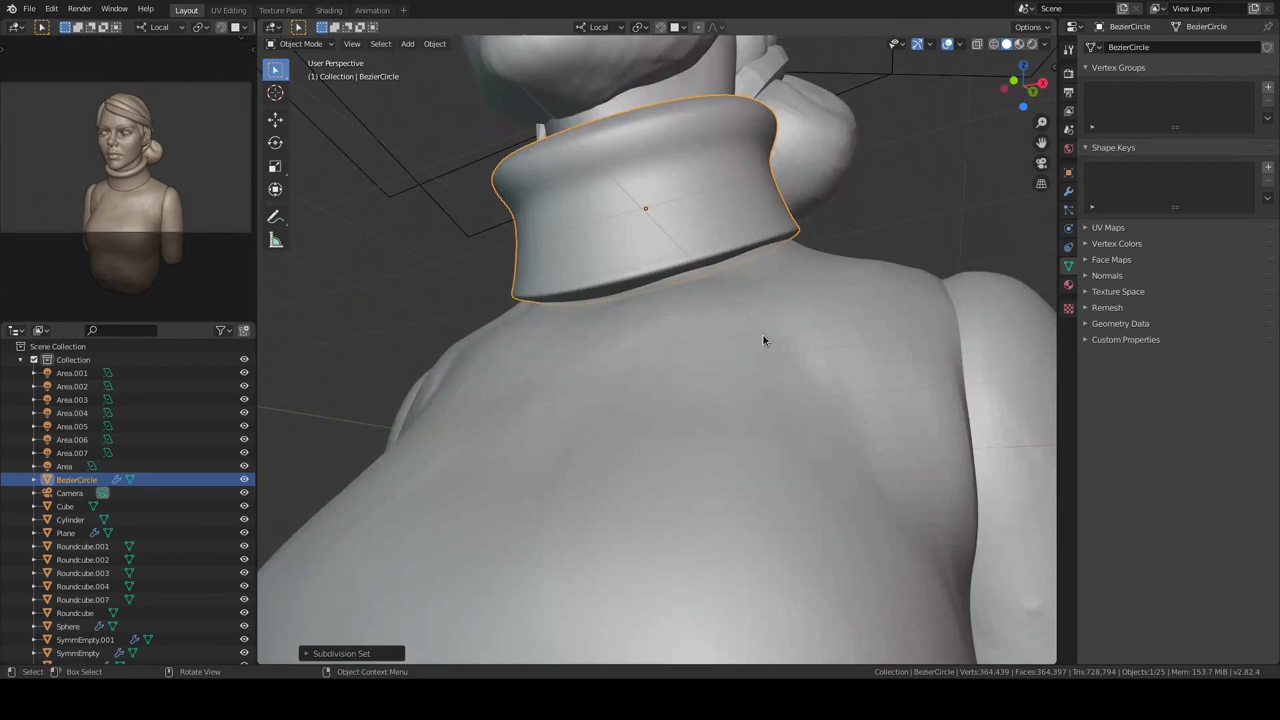 File Edit Render Window Help Layout UV Editing Texture Paint Shading Animation + Scene View Layer
Local Local Options BezierCircle BezierCircle
Object Mode View Select Add Object
BezierCircle
User Perspective
(1) Collection | BezierCircle
Vertex Groups
Shape Keys
UV Maps
Vertex Colors
Face Maps
Normals
Texture Space
Remesh
Geometry Data
Custom Properties
X
Y
Z
Scene Collection
Collection
Area.001
Area.002
Area.003
Area.004
Area.005
Area.006
Area.007
Area
BezierCircle
Camera
Cube
Cylinder
Plane
Roundcube.001
Roundcube.002
Roundcube.003
Roundcube.004
Roundcube.007
Roundcube
Sphere
SymmEmpty.001
SymmEmpty
Subdivision Set
Select Box Select Rotate View Object Context Menu Collection | BezierCircle | Verts:364,439 | Faces:364,397 | Tris:728,794 | Objects:1/25 | Mem: 153.7 MiB | v2.82.4